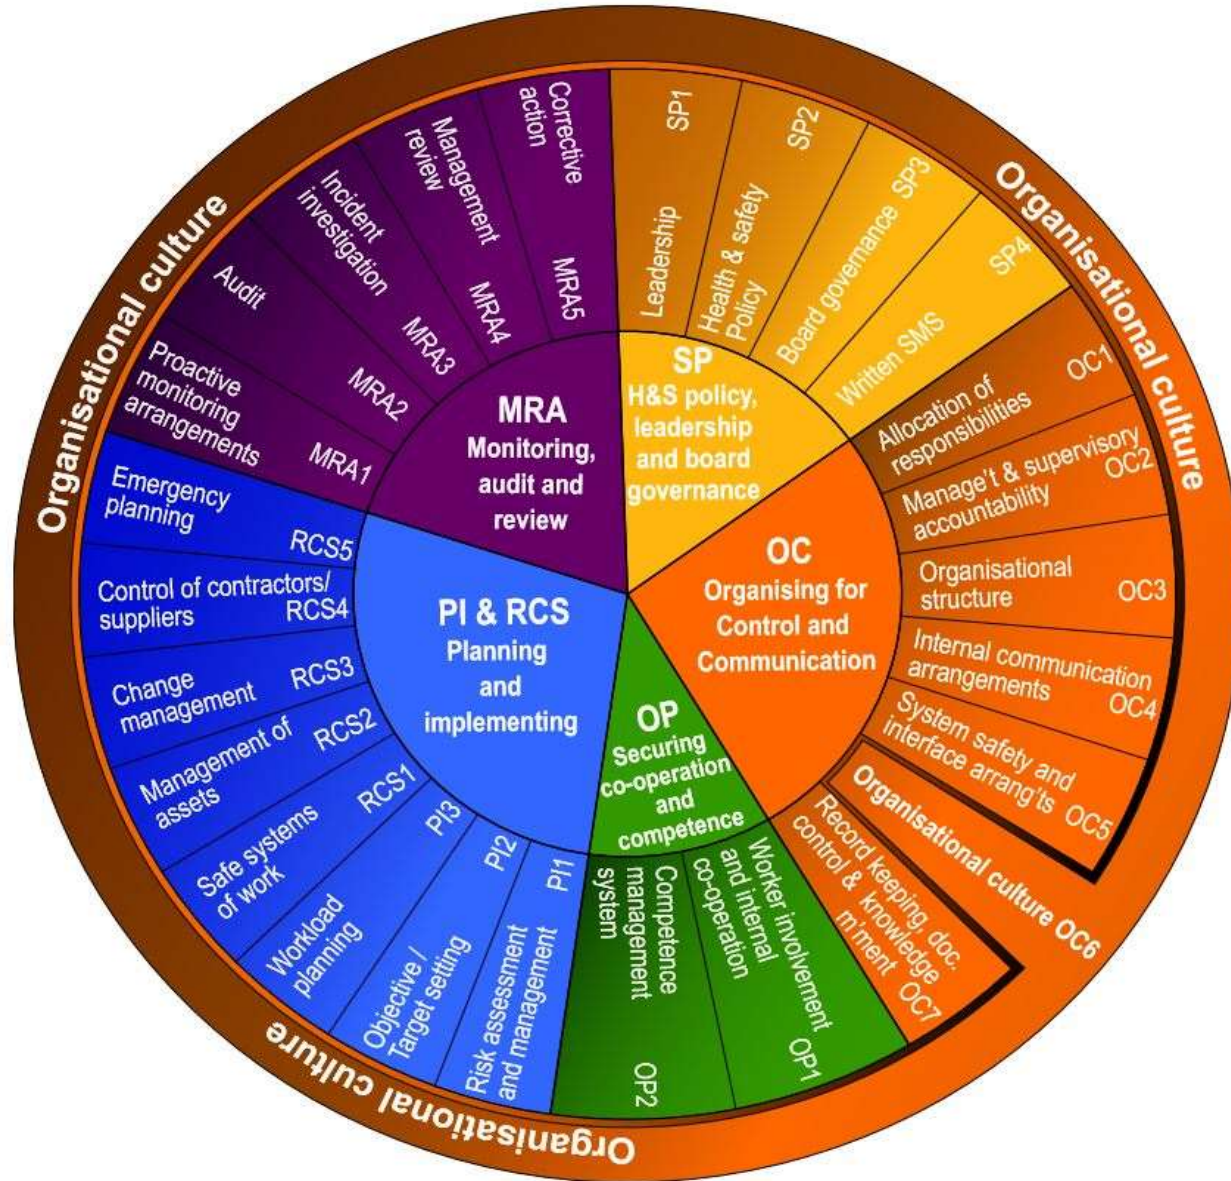 Organisational culture
Organisational culture
Organisational culture
SP
H&S policy,
leadership
and board
governance
Leadership
SP1
Health & safety
Policy
SP2
Board governance SP3
Written SMS
SP4
OC
Organising for
Control and
Communication
Allocation of
responsibilities
OC1
Manage't & supervisory
accountability
OC2
Organisational
structure
OC3
Internal communication
arrangements
OC4
System safety and
interface arrang'ts
OC5
Organisational culture OC6
Record keeping, doc.
control & knowledge
m'ment OC7
OP
Securing
co-operation
and
competence
Worker involvement
and internal
co-operation
OP1
Competence
management
system
OP2
PI & RCS
Planning
and
implementing
PI1
Risk assessment
and management
PI2
Objective /
Target setting
PI3
Workload
planning
RCS1
Safe systems
of work
RCS2
Management of
assets
RCS3
Change
management
Control of contractors/
suppliers
RCS4
Emergency
planning
RCS5
MRA
Monitoring,
audit and
review
Proactive
monitoring
arrangements
MRA1
Audit
MRA2
Incident
investigation
MRA3
Management
review
MRA4
Corrective
action
MRA5